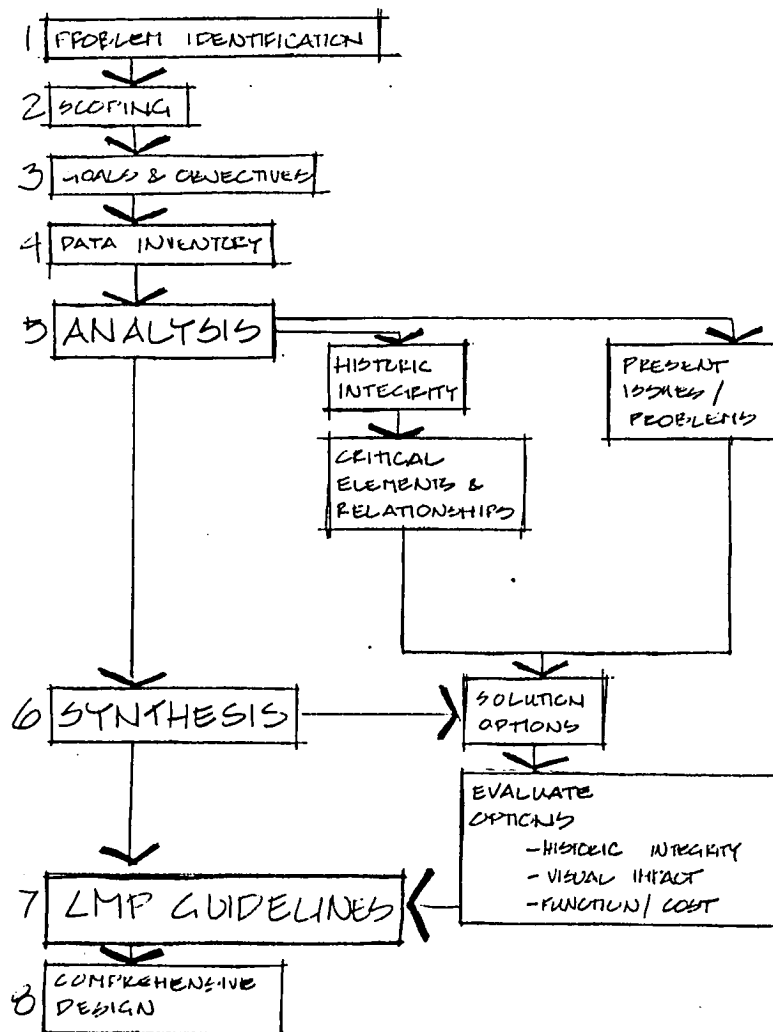 1 PROBLEM IDENTIFICATION
2 SCOPING
3 GOALS & OBJECTIVES
4 DATA INVENTORY
5 ANALYSIS
HISTORIC
INTEGRITY
PRESENT
ISSUES /
PROBLEMS
CRITICAL
ELEMENTS &
RELATIONSHIPS
6 SYNTHESIS
SOLUTION
OPTIONS
EVALUATE
OPTIONS
-HISTORIC INTEGRITY
-VISUAL IMPACT
-FUNCTION/ COST
7 LMP GUIDELINES
8 COMPREHENSIVE
DESIGN